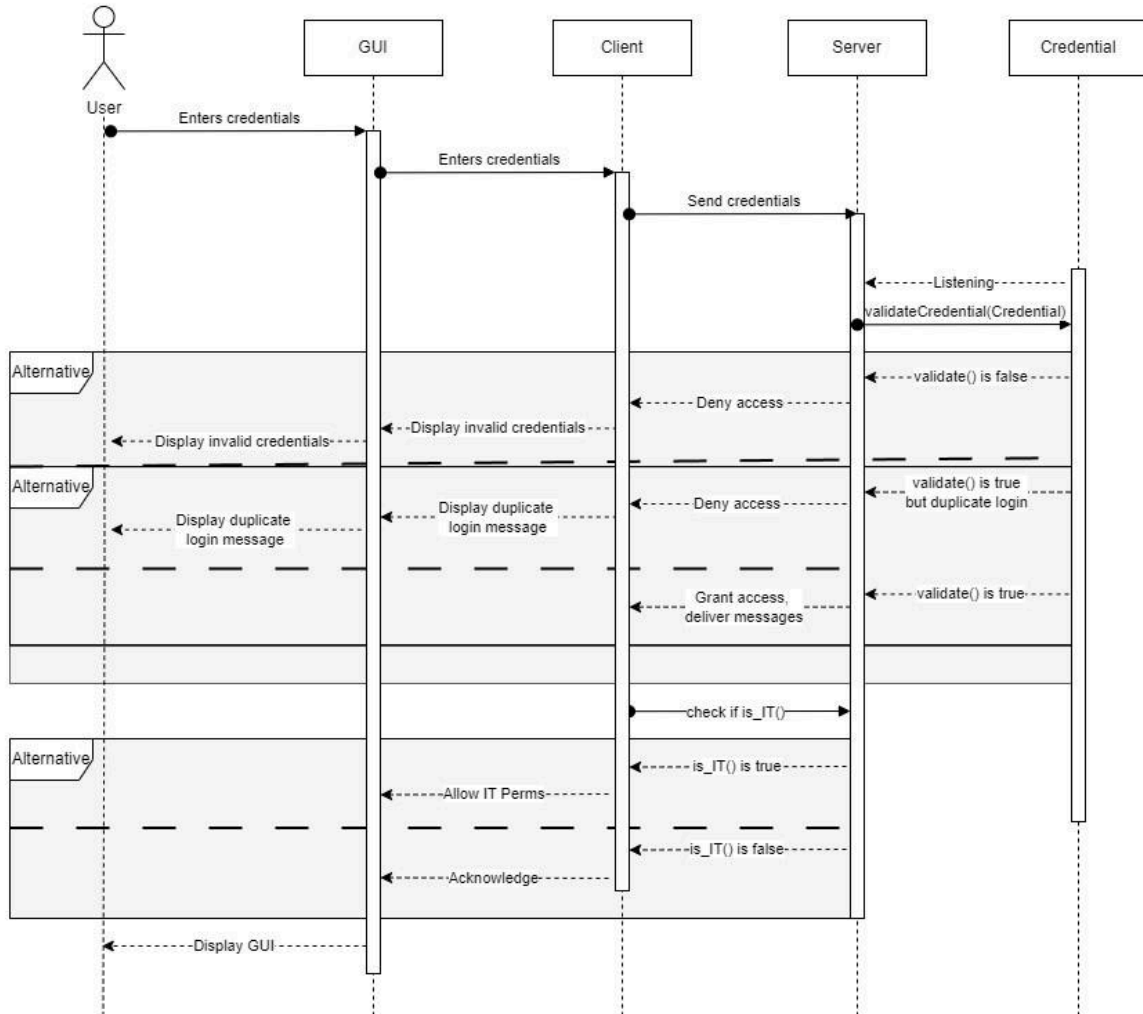 GUI
Client
Server
Credential
User
Enters credentials
Enters credentials
Send credentials
Listening
validateCredential(Credential)
Alternative
validate() is false
Deny access
Display invalid credentials
Display invalid credentials
Alternative
validate() is true
but duplicate login
Deny access
Display duplicate
login message
Display duplicate
login message
validate() is true
Grant access,
deliver messages
check if is_IT()
Alternative
is_IT() is true
Allow IT Perms
is_IT() is false
Acknowledge
Display GUI